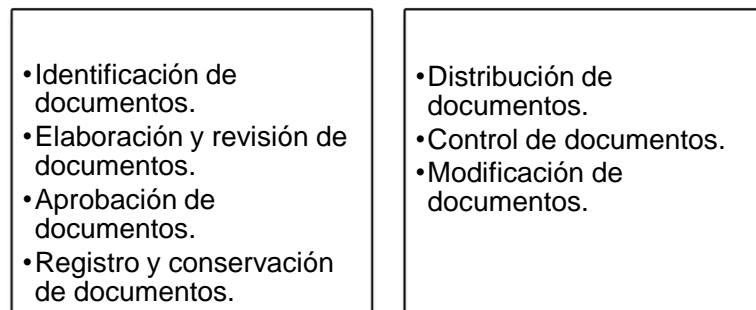 •Identificación de
documentos.
•Elaboración y revisión de
documentos.
•Aprobación de
documentos.
•Registro y conservación
de documentos.
•Distribución de
documentos.
•Control de documentos.
•Modificación de
documentos.